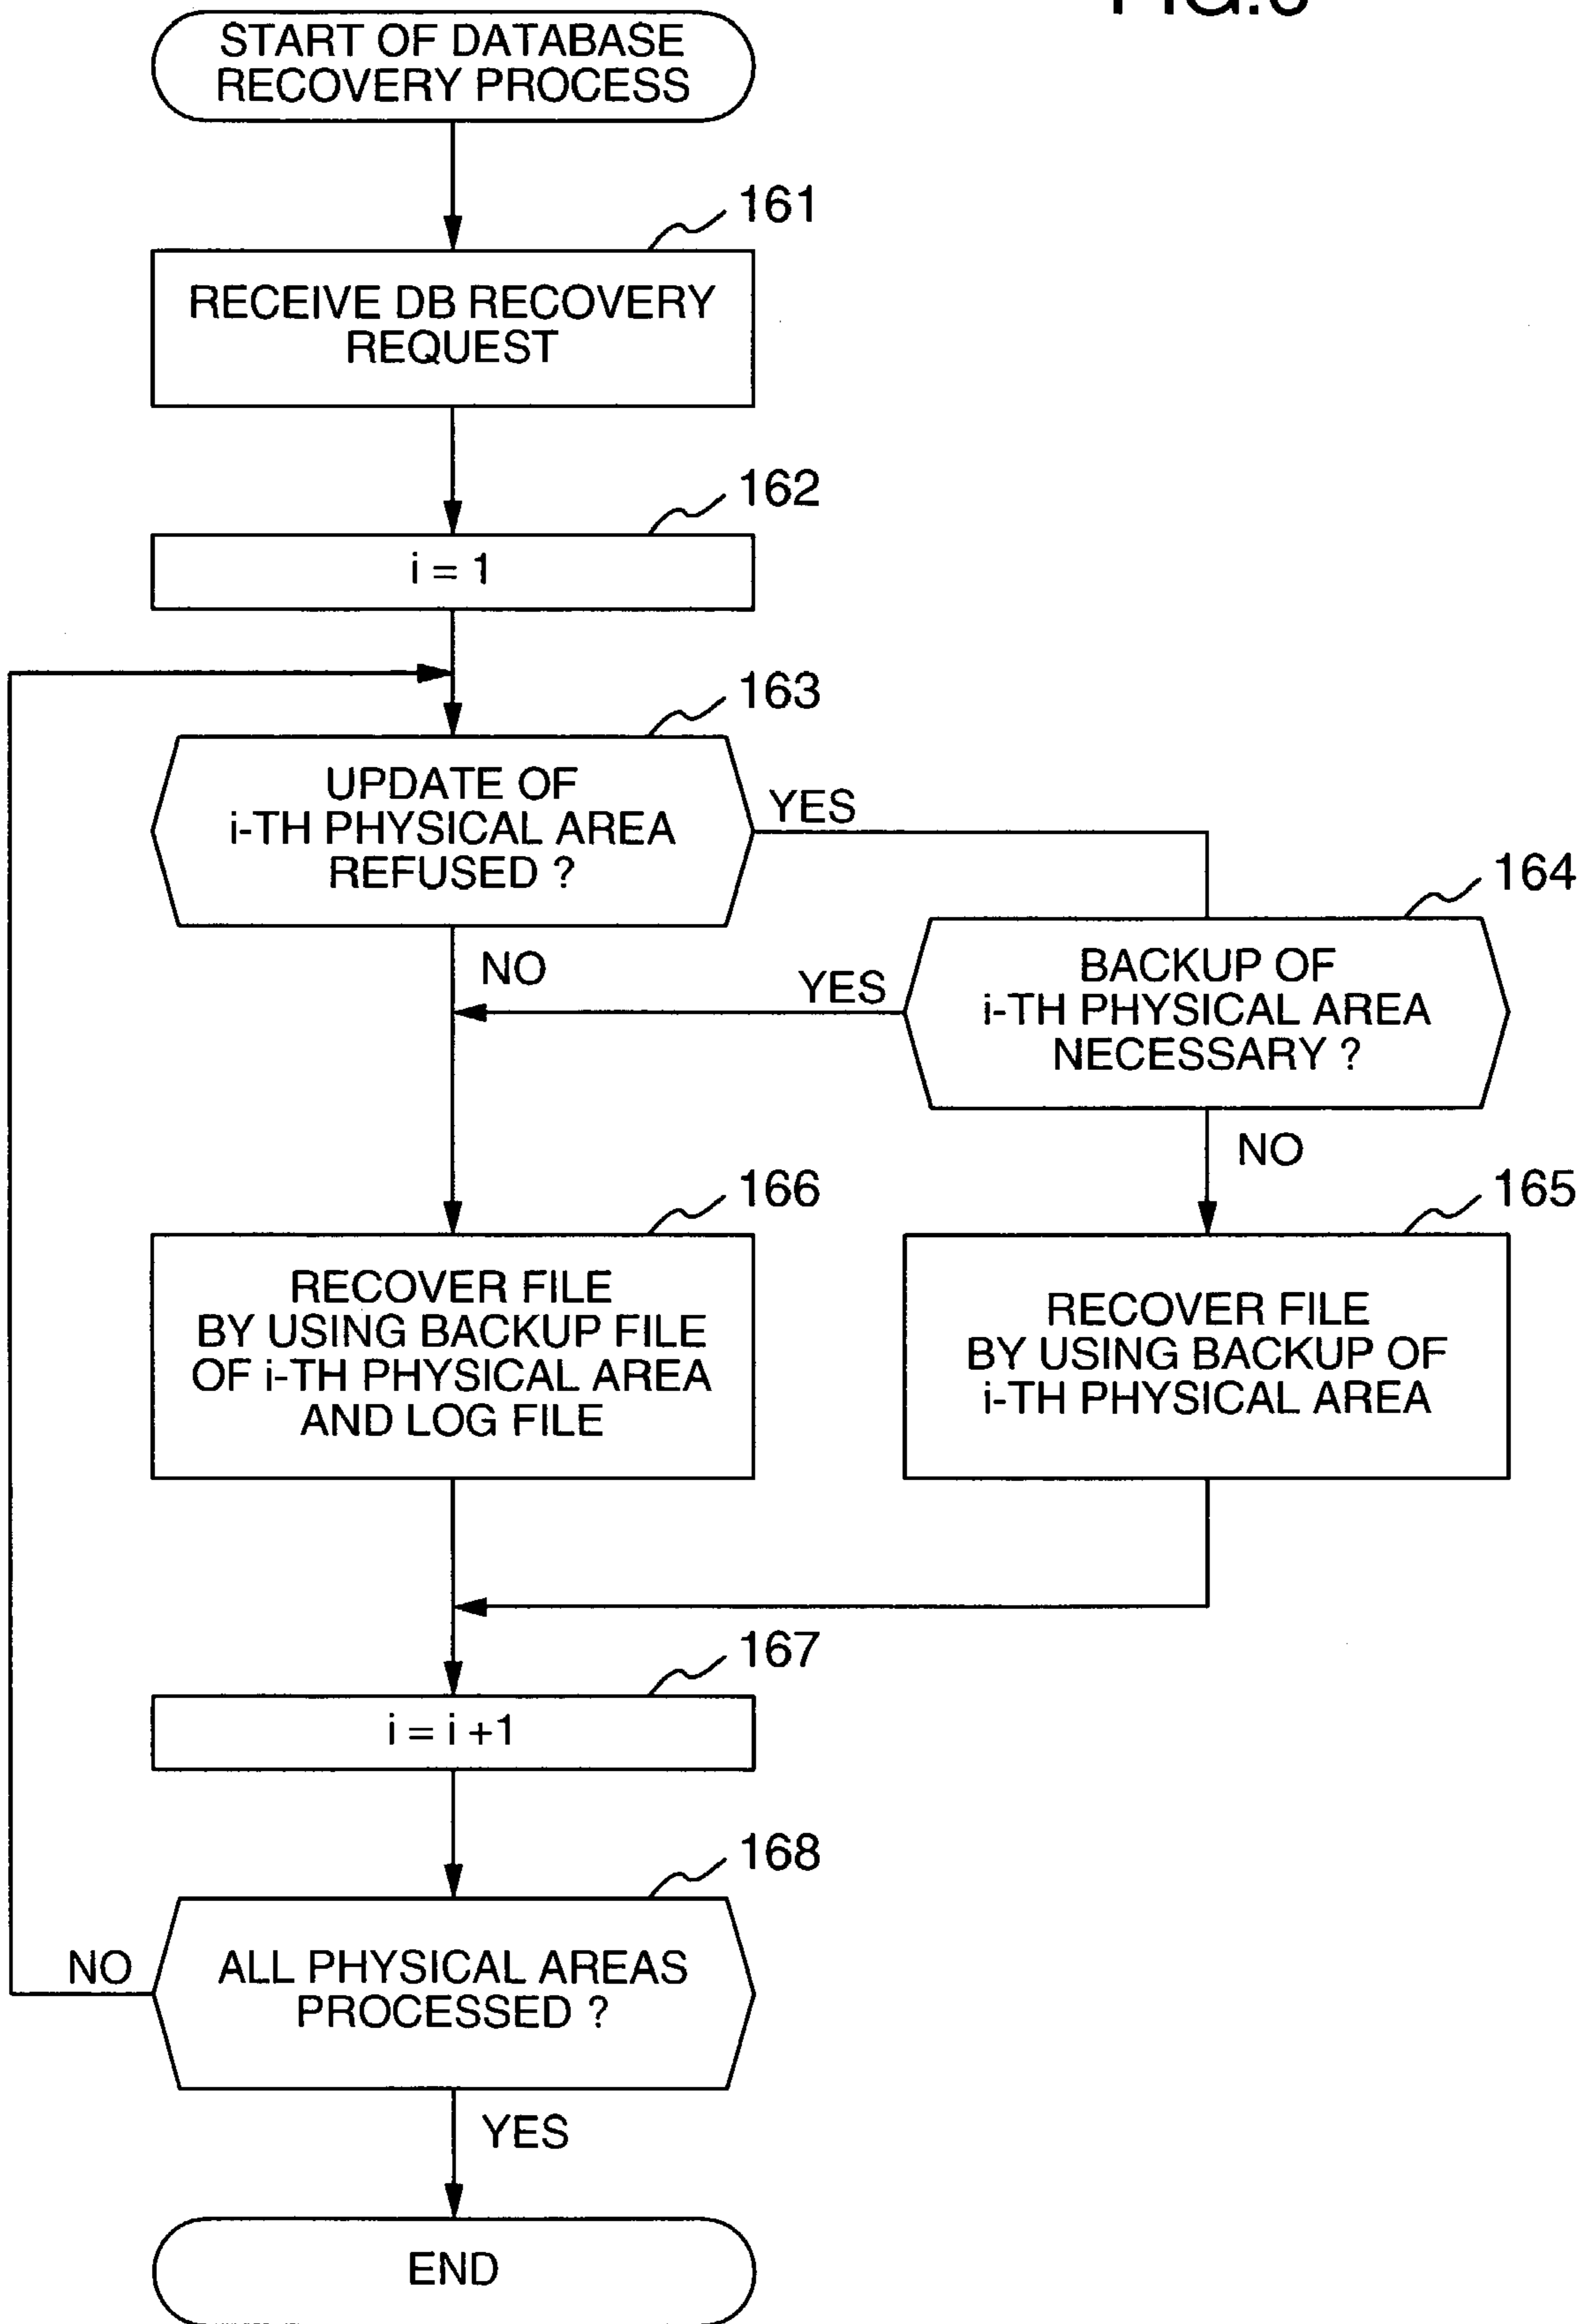 START OF DATABASE
RECOVERY PROCESS
161
RECEIVE DB RECOVERY
REQUEST
162
i = 1
163
UPDATE OF
i-TH PHYSICAL AREA
REFUSED ?
YES
NO
164
BACKUP OF
i-TH PHYSICAL AREA
NECESSARY ?
YES
NO
166
RECOVER FILE
BY USING BACKUP FILE
OF i-TH PHYSICAL AREA
AND LOG FILE
165
RECOVER FILE
BY USING BACKUP OF
i-TH PHYSICAL AREA
167
i = i +1
168
ALL PHYSICAL AREAS
PROCESSED ?
NO
YES
END